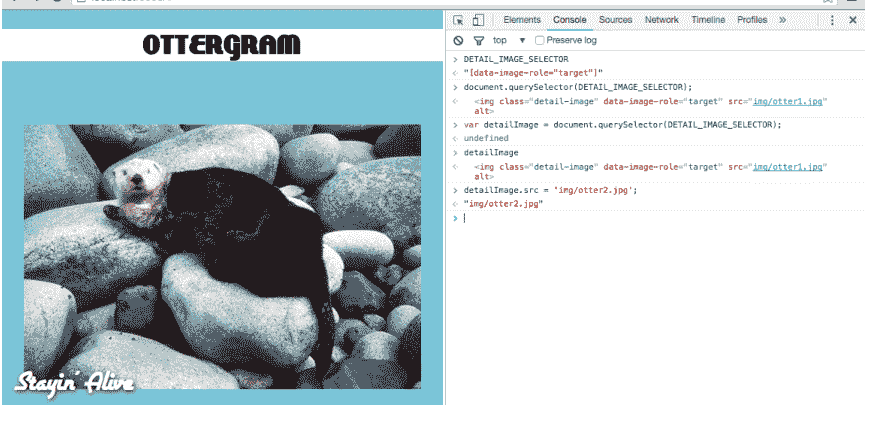 Elements Console Sources Network Timeline Profiles »
top ▼ Preserve log
OTTERGRAM
> DETAIL_IMAGE_SELECTOR
< "[data-image-role="target"]"
> document.querySelector(DETAIL_IMAGE_SELECTOR);
< <img class="detail-image" data-image-role="target" src="img/otter1.jpg"
alt>
> var detailImage = document.querySelector(DETAIL_IMAGE_SELECTOR);
< undefined
> detailImage
< <img class="detail-image" data-image-role="target" src="img/otter1.jpg"
alt>
> detailImage.src = 'img/otter2.jpg';
< "img/otter2.jpg"
>
Stayin' Alive